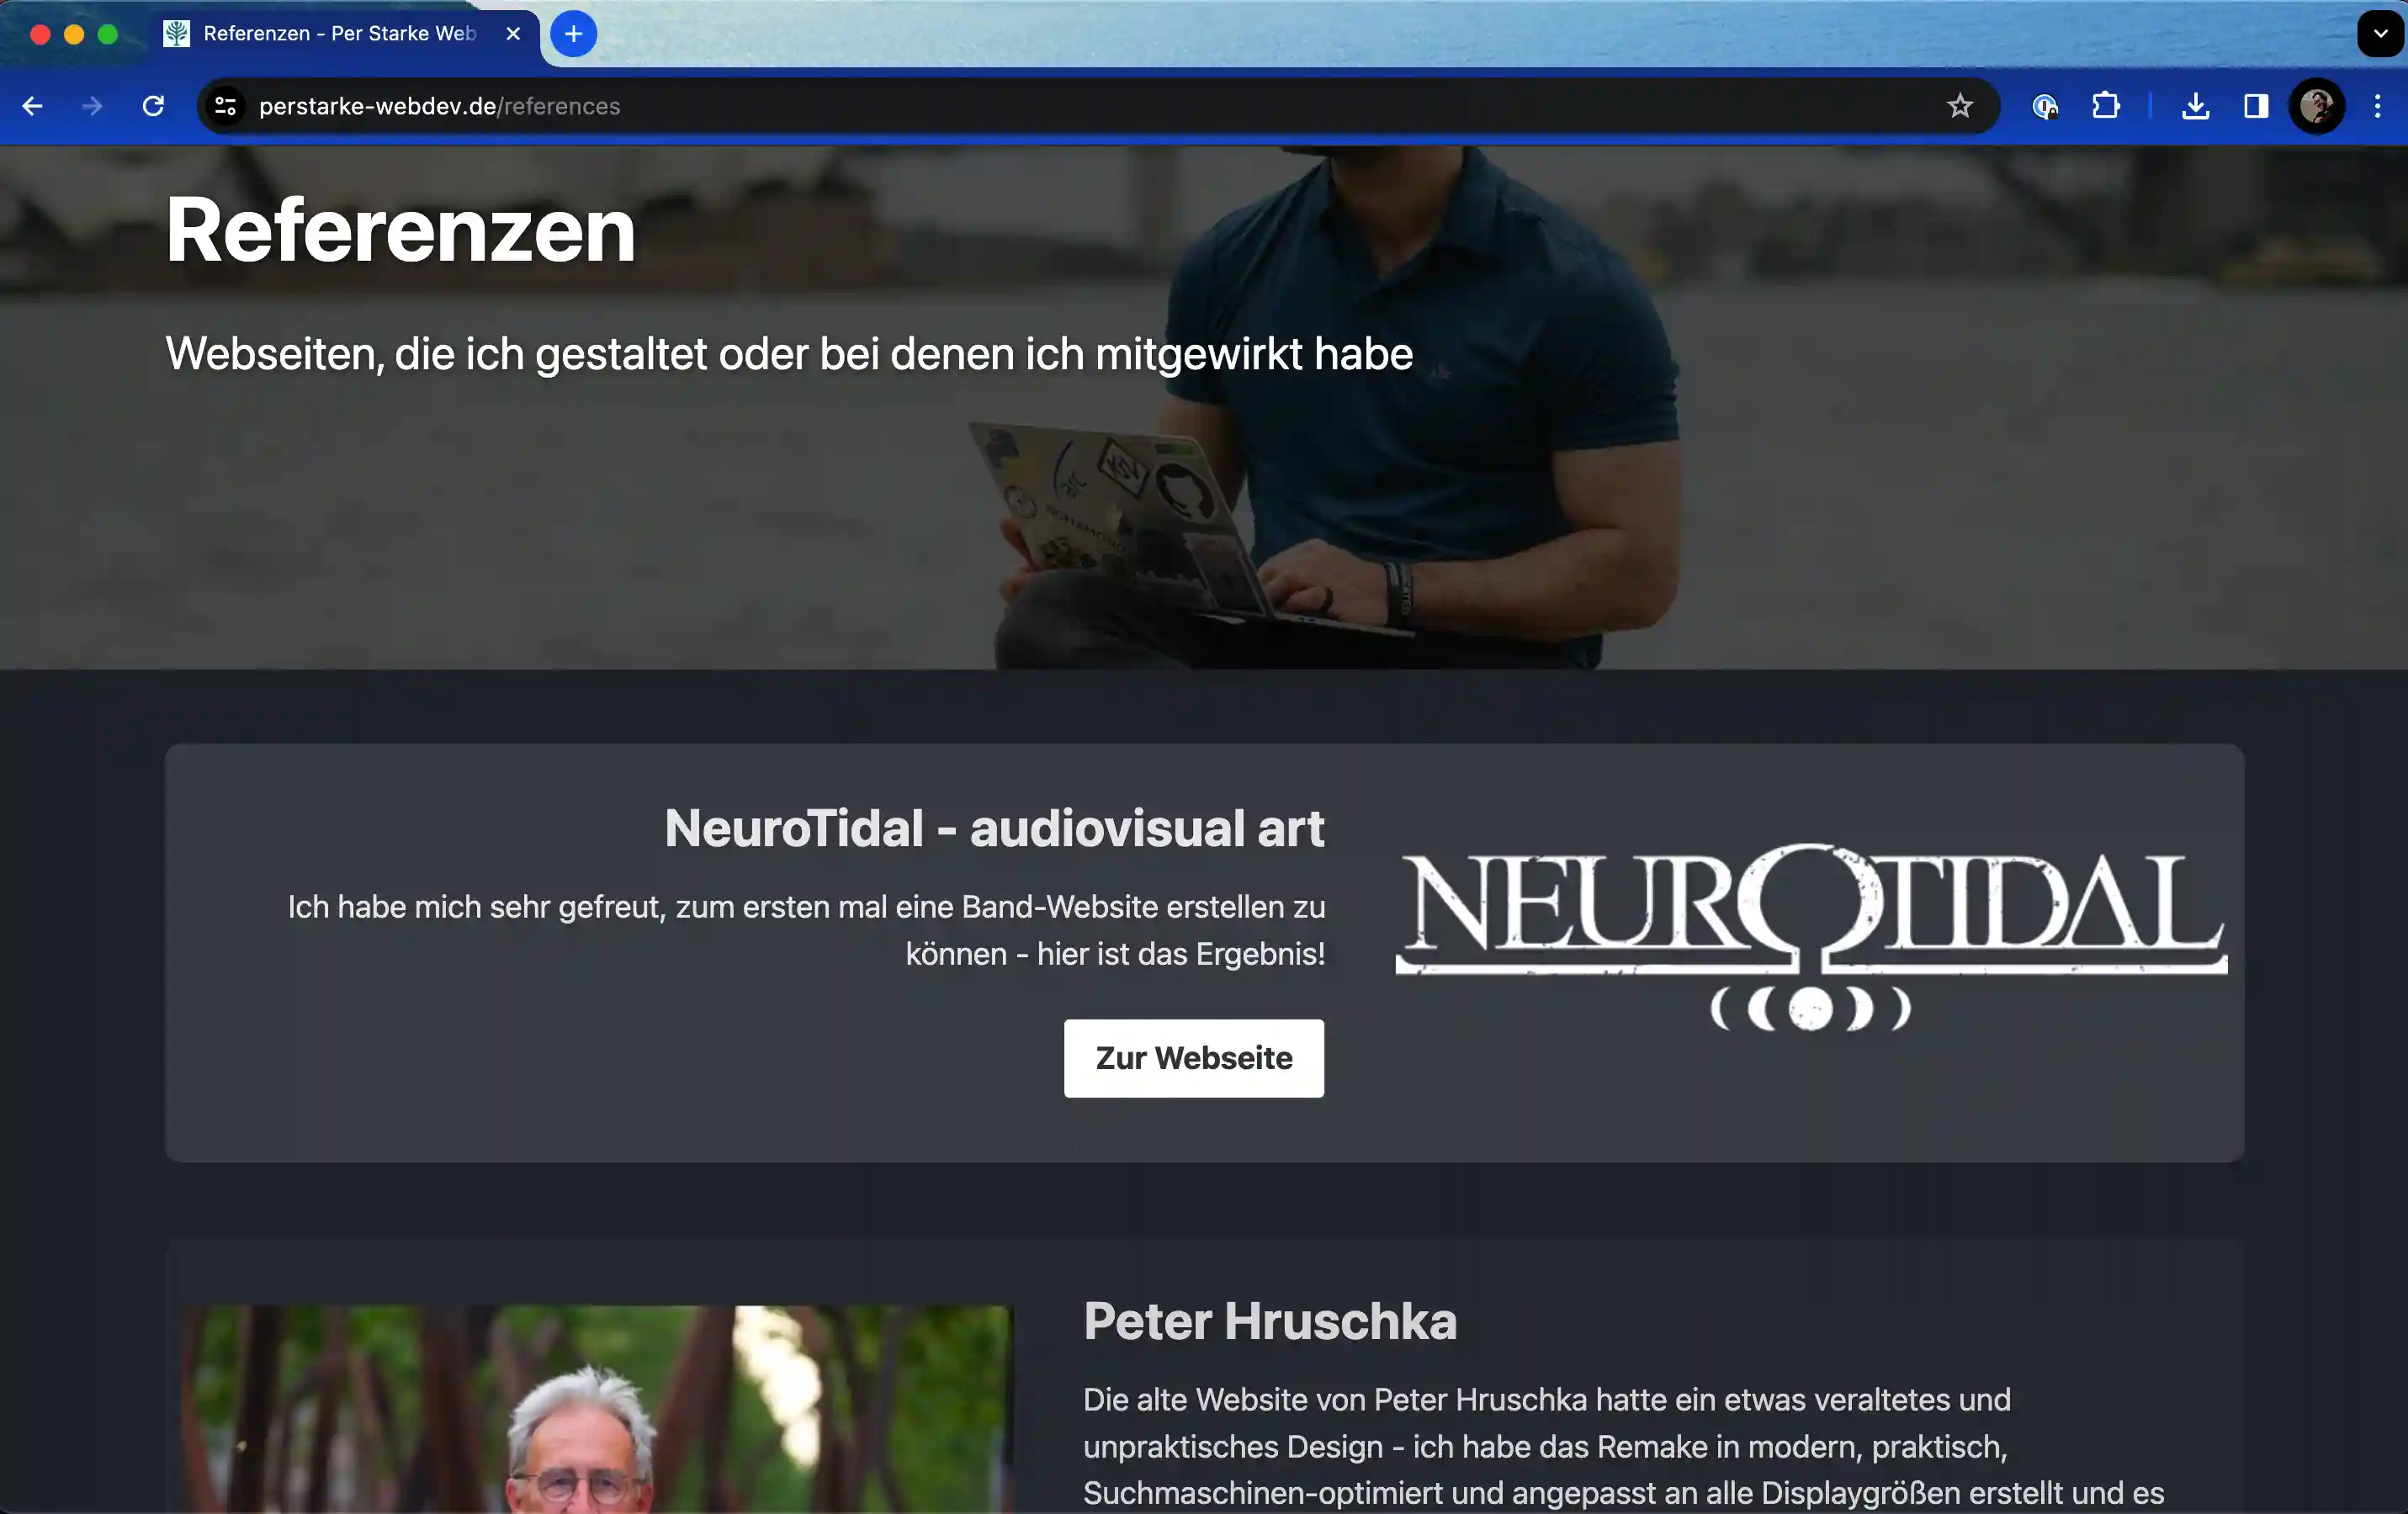 Referenzen - Per Starke Web
perstarke-webdev.de/references
Referenzen
Webseiten, die ich gestaltet oder bei denen ich mitgewirkt habe
NeuroTidal - audiovisual art
Ich habe mich sehr gefreut, zum ersten mal eine Band-Website erstellen zu
können - hier ist das Ergebnis!
Zur Webseite
NEUROTIDAL
Peter Hruschka
Die alte Website von Peter Hruschka hatte ein etwas veraltetes und
unpraktisches Design - ich habe das Remake in modern, praktisch,
Suchmaschinen-optimiert und angepasst an alle Displaygrößen erstellt und es